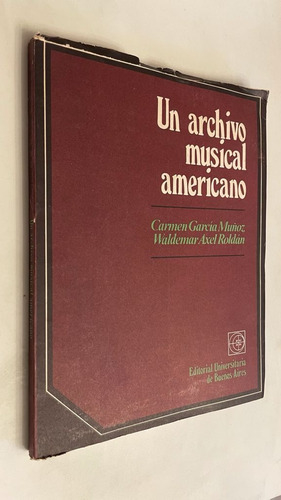 Un archivo
musical
americano
Carmen García Muñoz
Waldemar Axel Roldán
Editorial Universitaria
de Buenos Aires